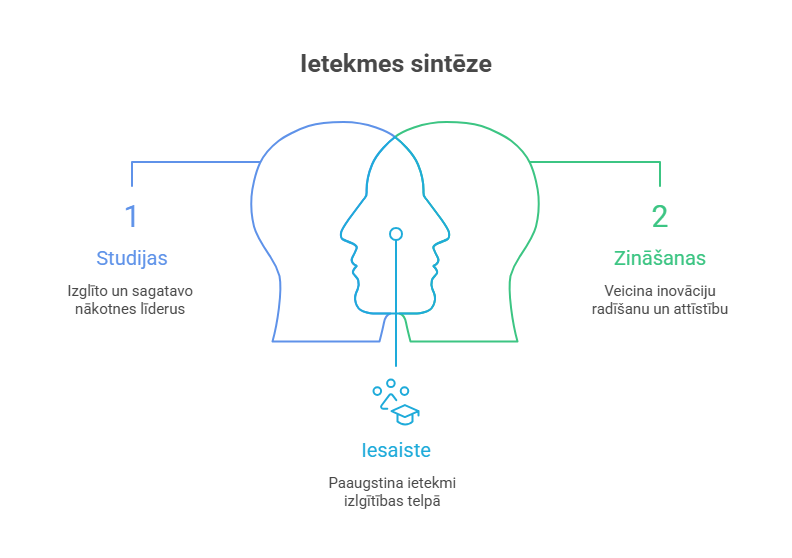 Ietekmes sintēze
1
Studijas
Izglīto un sagatavo
nākotnes līderus
2
Zināšanas
Veicina inovāciju
radīšanu un attīstību
Iesaiste
Paaugstina ietekmi
izlgītības telpā